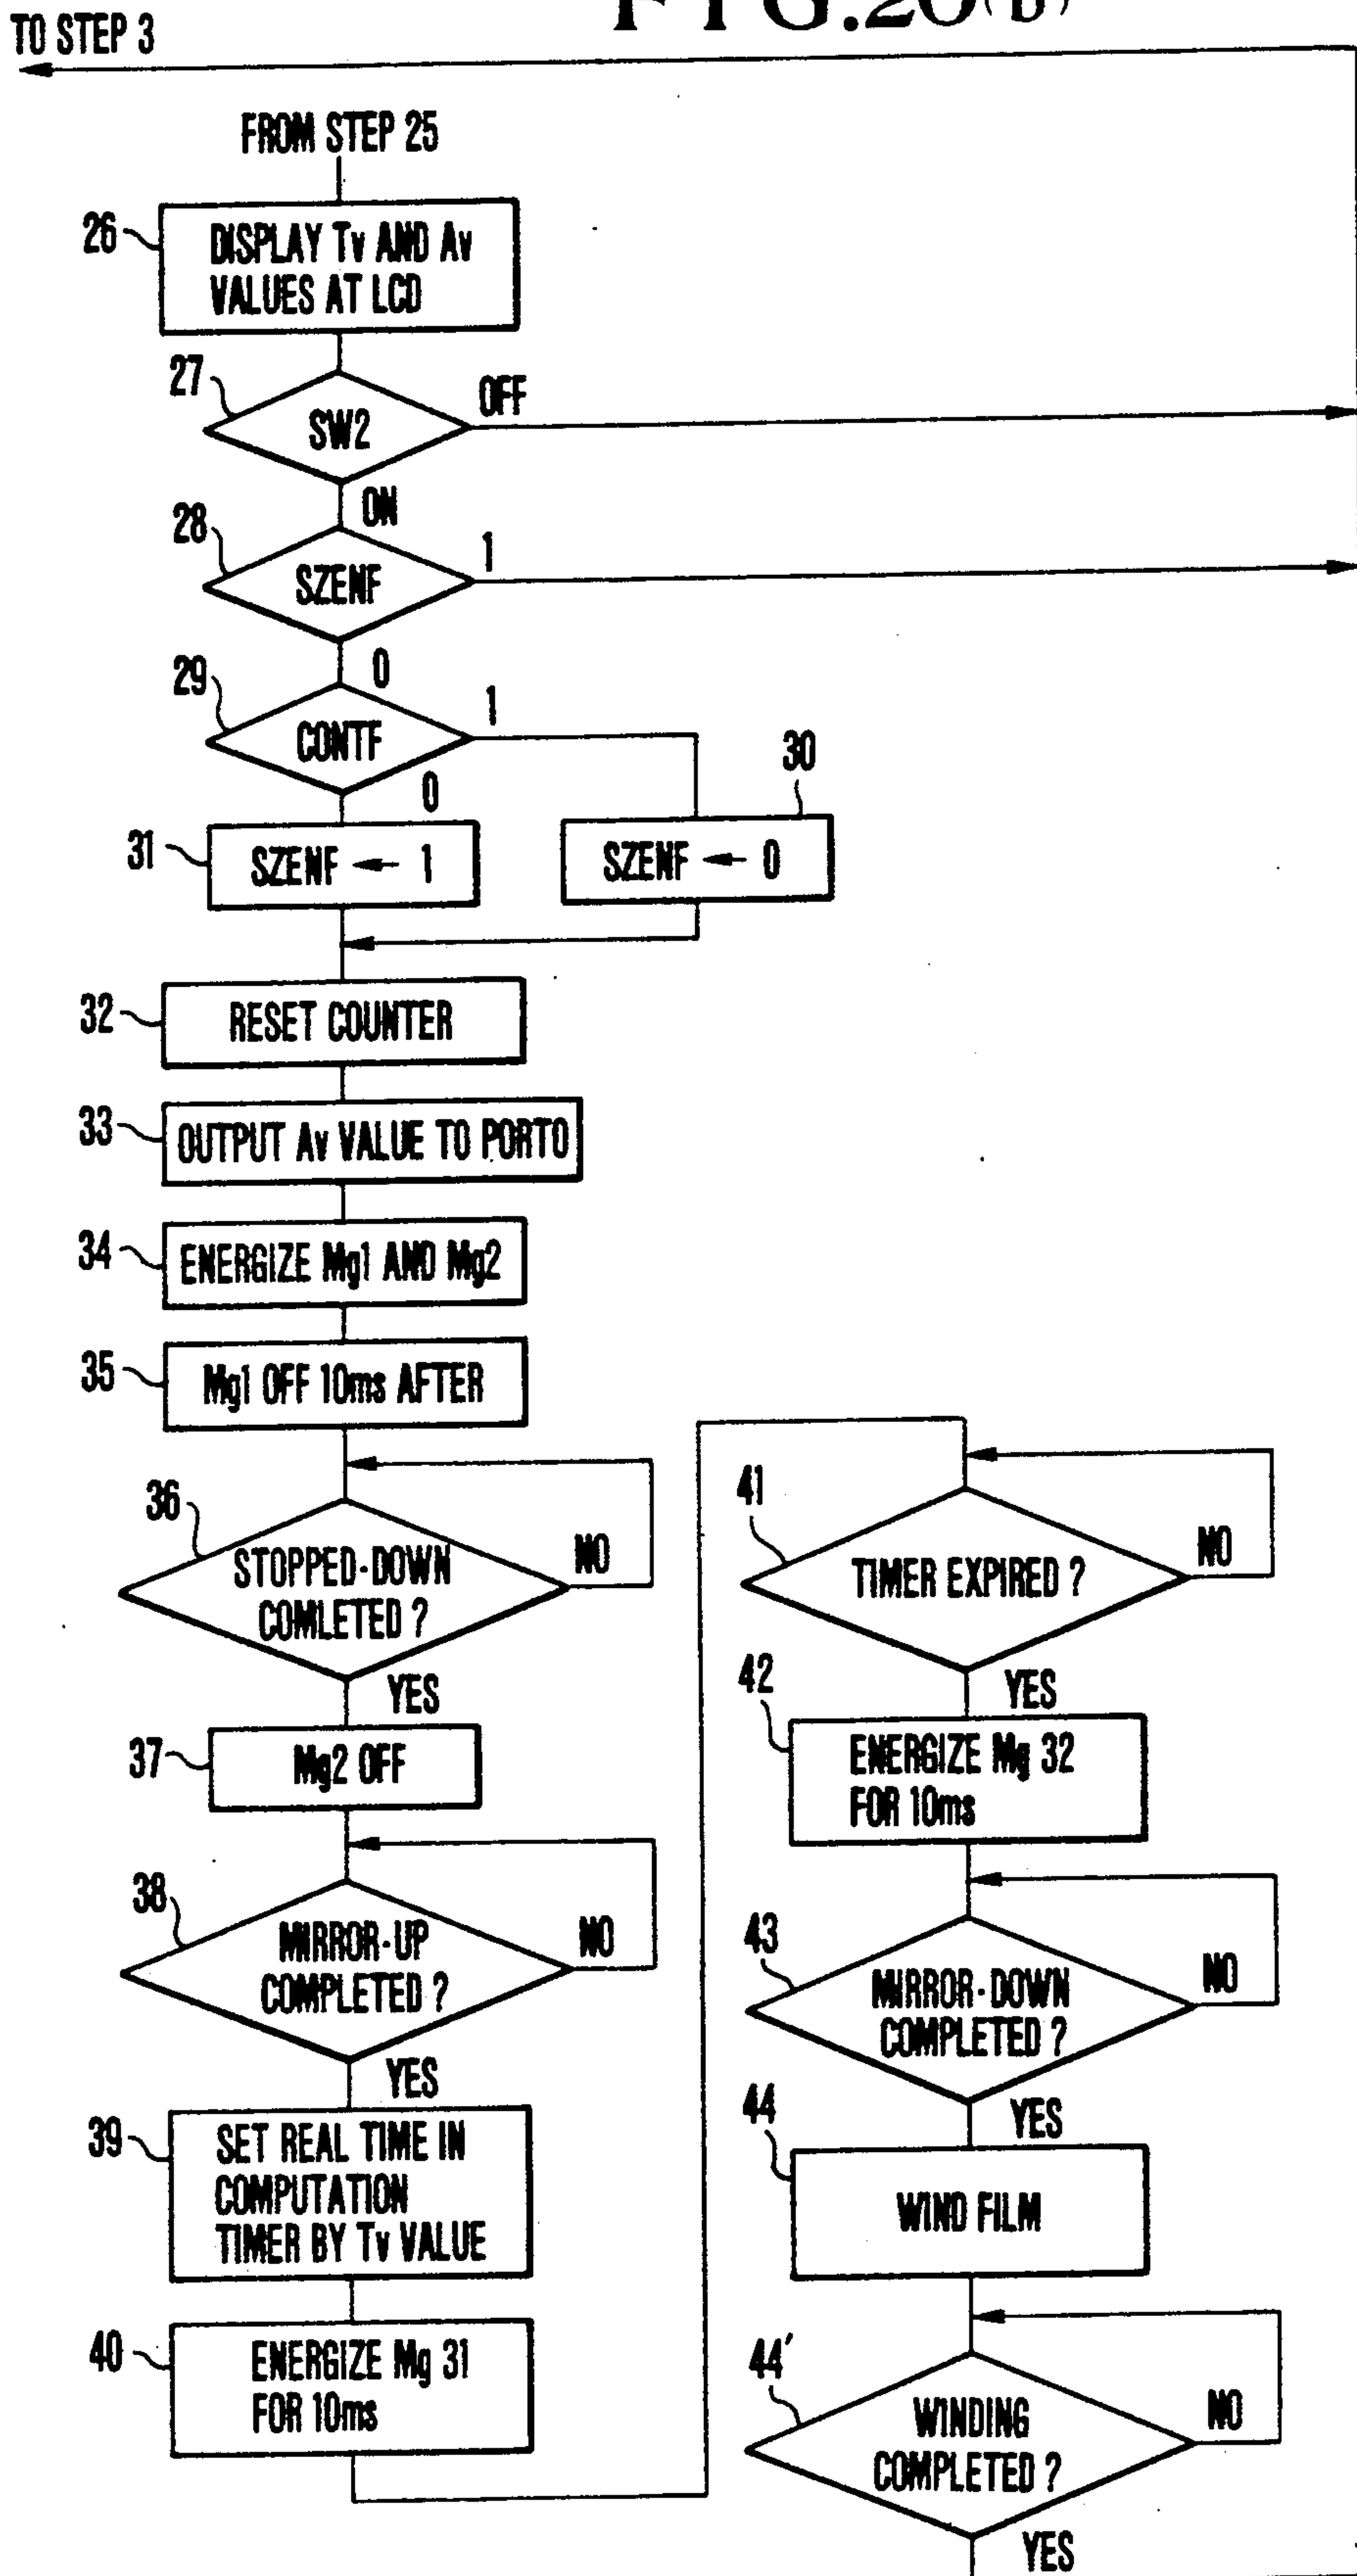 FIG.20(b)
TO STEP 3
FROM STEP 25
26
DISPLAY Tv AND Av
VALUES AT LCD
27
SW2
OFF
ON
28
SZENF
1
0
29
CONTF
1
0
30
SZENF ← 0
31
SZENF ← 1
32
RESET COUNTER
33
OUTPUT Av VALUE TO PORTO
34
ENERGIZE Mg1 AND Mg2
35
Mg1 OFF 10ms AFTER
36
STOPPED-DOWN
COMLETED ?
NO
YES
37
Mg2 OFF
38
MIRROR-UP
COMPLETED ?
NO
YES
39
SET REAL TIME IN
COMPUTATION
TIMER BY Tv VALUE
40
ENERGIZE Mg 31
FOR 10ms
41
TIMER EXPIRED ?
NO
YES
42
ENERGIZE Mg 32
FOR 10ms
43
MIRROR-DOWN
COMPLETED ?
NO
YES
44
WIND FILM
44′
WINDING
COMPLETED ?
NO
YES